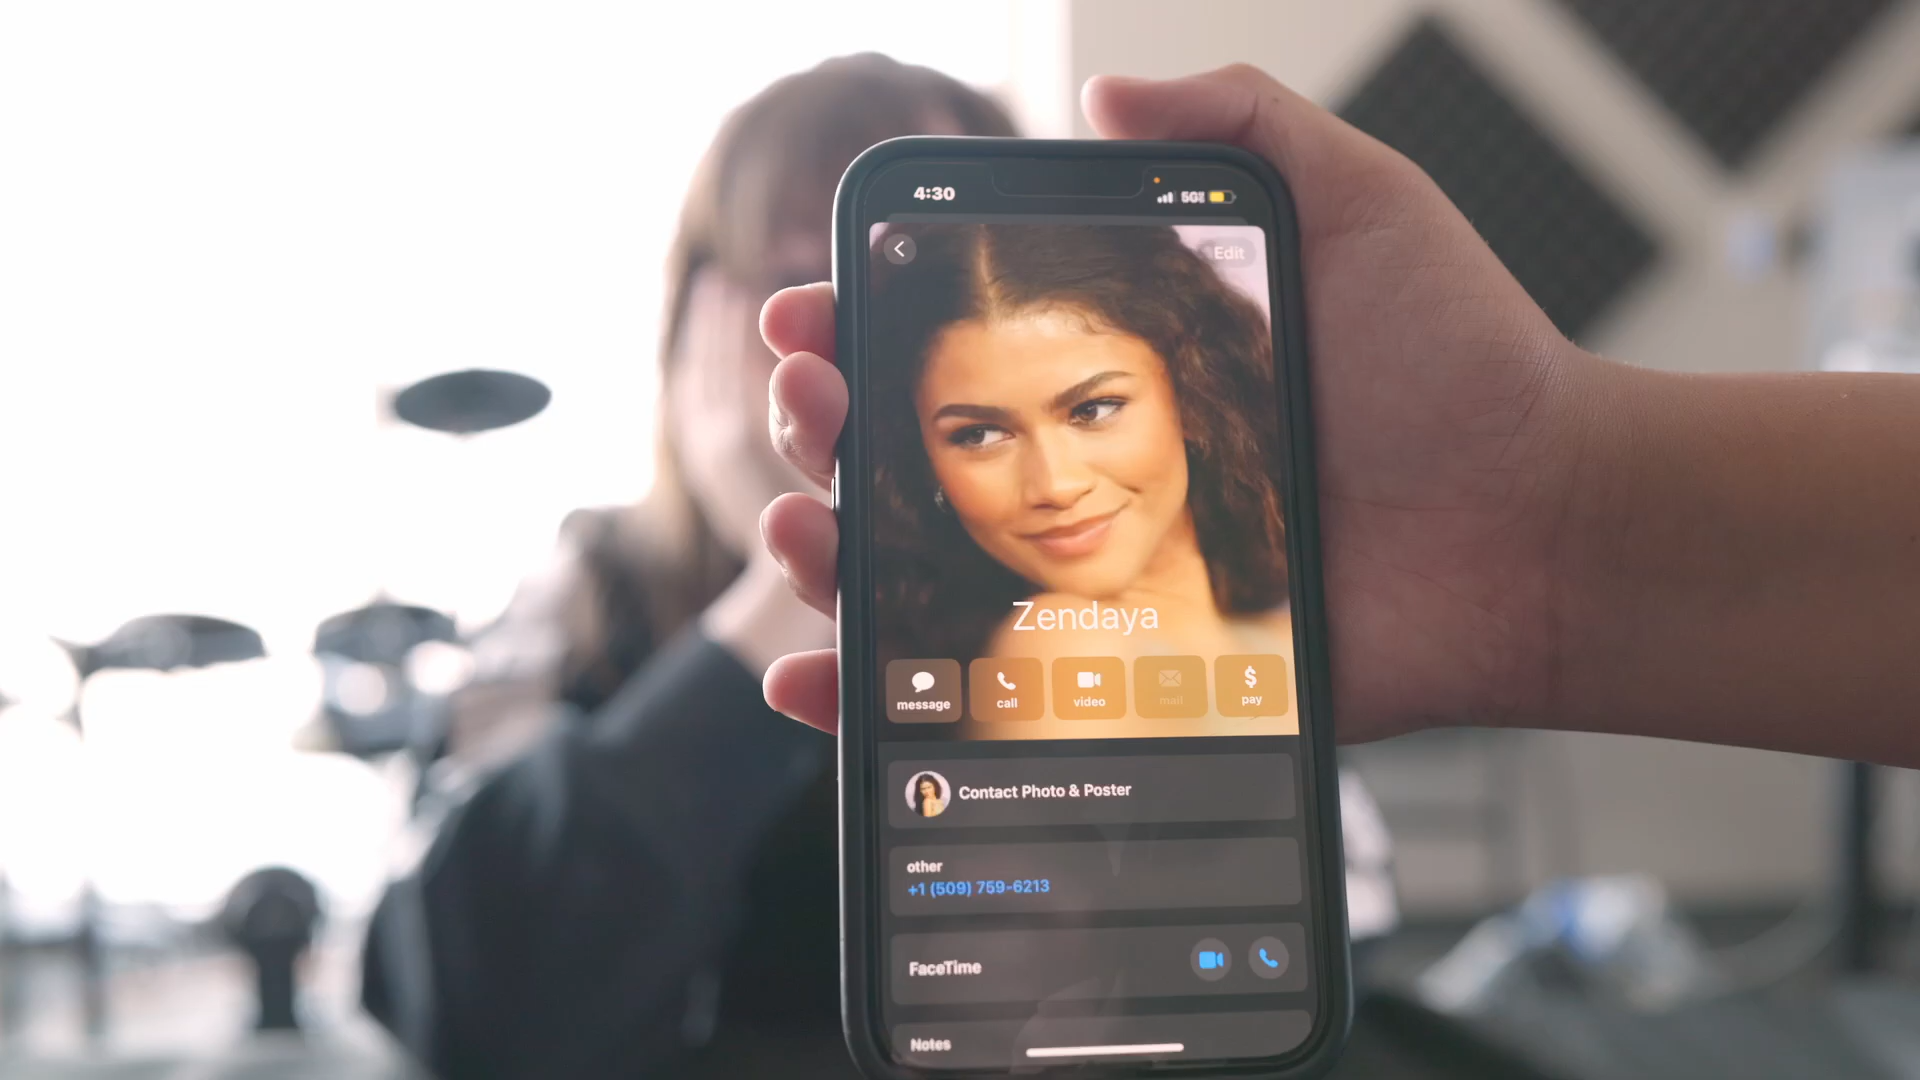 4:30
5G
Edit
Zendaya
message
call
video
mail
pay
Contact Photo & Poster
other
+1 (509) 759-6213
FaceTime
Notes